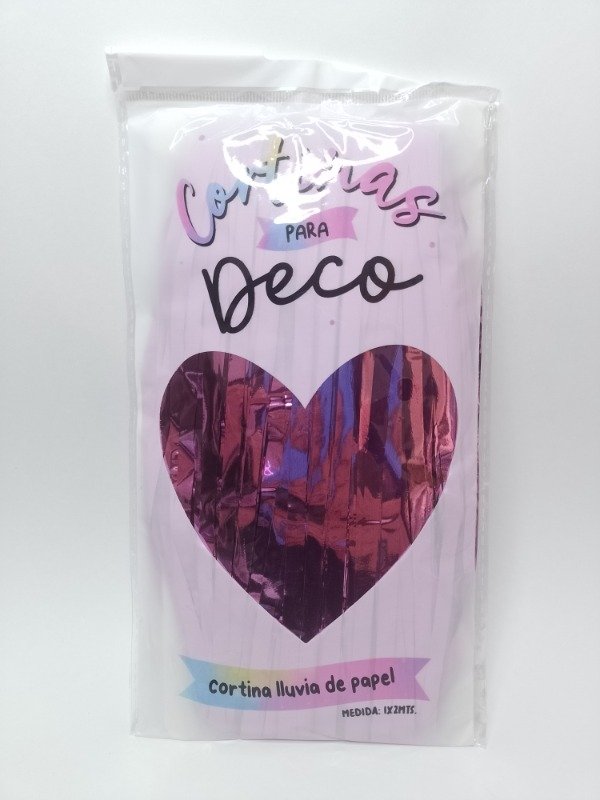 Cortinas
PARA
Deco
cortina lluvia de papel
MEDIDA: 1X2MTS.